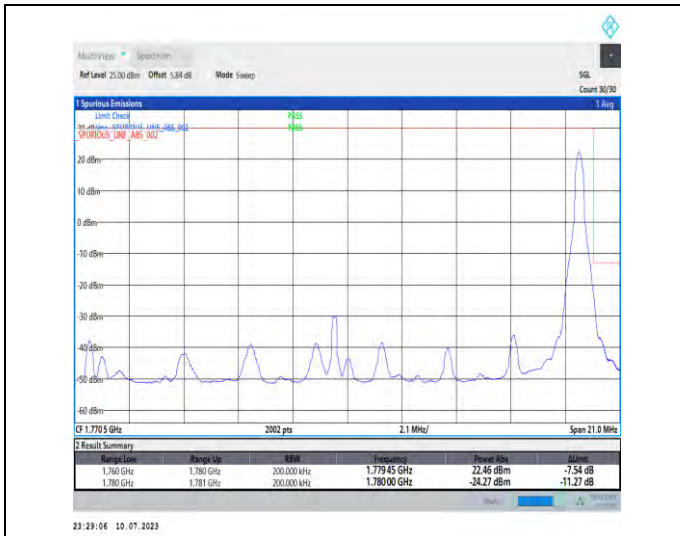 MultiView Spectrum
Ref Level 25.00 dBm Offset 5.84 dB Mode Sweep SGL
Count 30/30
1 Spurious Emissions 1 Avg
Limit Check PASS
SPURIOUS_LINE_ABS_002 PASS
SPURIOUS_LINE_ABS_002
20 dBm
10 dBm
0 dBm
-10 dBm
-20 dBm
-30 dBm
-40 dBm
-50 dBm
-60 dBm
CF 1.7705 GHz 2002 pts 2.1 MHz/ Span 21.0 MHz
2 Result Summary
Range Low Range Up RBW Frequency Power Abs ΔLimit
1.760 GHz 1.780 GHz 200.000 kHz 1.77945 GHz 22.46 dBm -7.54 dB
1.780 GHz 1.781 GHz 200.000 kHz 1.78000 GHz -24.27 dBm -11.27 dB
23:29:06 10.07.2023